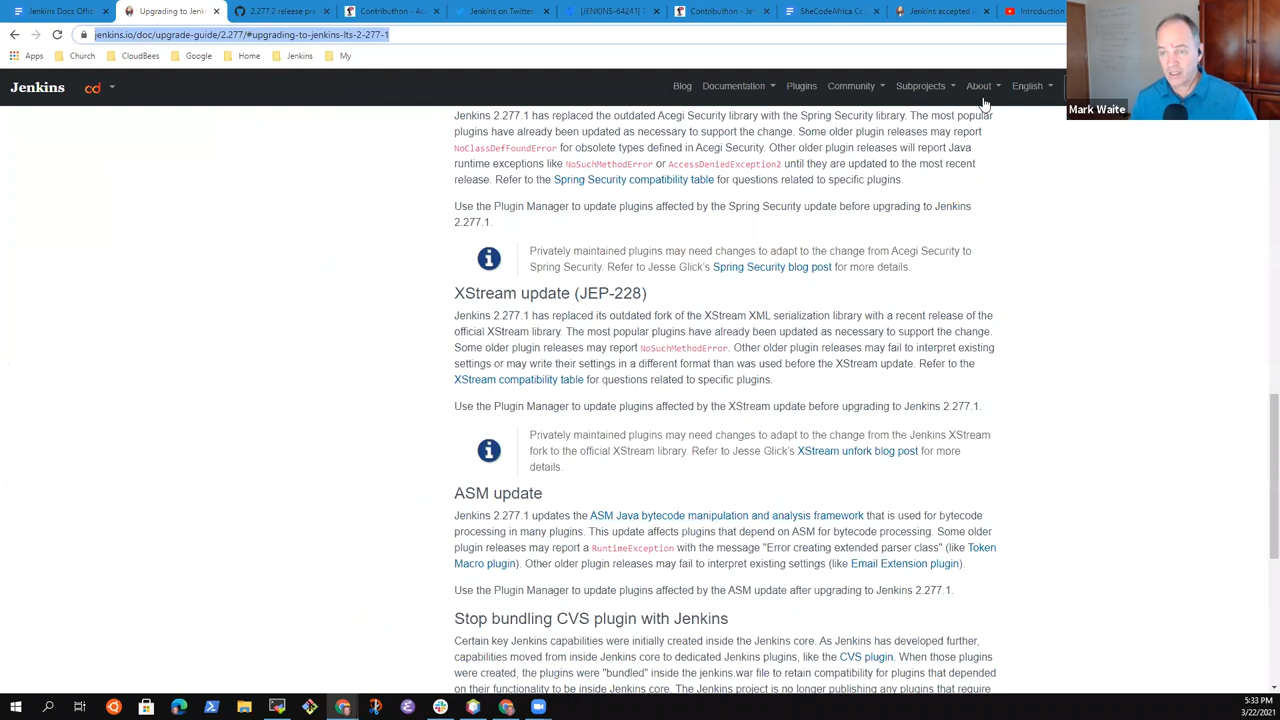 Jenkins Docs Offic
Upgrading to Jenk
2.277.2 release pre
Contributhon - Ac
Jenkins on Twitter
[JENKINS-64241] T
Contributhon - Jer
SheCodeAfrica Co
Jenkins accepted i
Introduction
jenkins.io/doc/upgrade-guide/2.277/#upgrading-to-jenkins-lts-2-277-1
Apps
Church
CloudBees
Google
Home
Jenkins
My
Jenkins
cd
Blog
Documentation
Plugins
Community
Subprojects
About
English
Mark Waite
Jenkins 2.277.1 has replaced the outdated Acegi Security library with the Spring Security library. The most popular
plugins have already been updated as necessary to support the change. Some older plugin releases may report
NoClassDefFoundError for obsolete types defined in Acegi Security. Other older plugin releases will report Java
runtime exceptions like NoSuchMethodError or AccessDeniedException2 until they are updated to the most recent
release. Refer to the Spring Security compatibility table for questions related to specific plugins.
Use the Plugin Manager to update plugins affected by the Spring Security update before upgrading to Jenkins
2.277.1.
Privately maintained plugins may need changes to adapt to the change from Acegi Security to
Spring Security. Refer to Jesse Glick's Spring Security blog post for more details.
XStream update (JEP-228)
Jenkins 2.277.1 has replaced its outdated fork of the XStream XML serialization library with a recent release of the
official XStream library. The most popular plugins have already been updated as necessary to support the change.
Some older plugin releases may report NoSuchMethodError. Other older plugin releases may fail to interpret existing
settings or may write their settings in a different format than was used before the XStream update. Refer to the
XStream compatibility table for questions related to specific plugins.
Use the Plugin Manager to update plugins affected by the XStream update before upgrading to Jenkins 2.277.1.
Privately maintained plugins may need changes to adapt to the change from the Jenkins XStream
fork to the official XStream library. Refer to Jesse Glick's XStream unfork blog post for more
details.
ASM update
Jenkins 2.277.1 updates the ASM Java bytecode manipulation and analysis framework that is used for bytecode
processing in many plugins. This update affects plugins that depend on ASM for bytecode processing. Some older
plugin releases may report a RuntimeException with the message "Error creating extended parser class" (like Token
Macro plugin). Other older plugin releases may fail to interpret existing settings (like Email Extension plugin).
Use the Plugin Manager to update plugins affected by the ASM update after upgrading to Jenkins 2.277.1.
Stop bundling CVS plugin with Jenkins
Certain key Jenkins capabilities were initially created inside the Jenkins core. As Jenkins has developed further,
capabilities moved from inside Jenkins core to dedicated Jenkins plugins, like the CVS plugin. When those plugins
were created, the plugins were "bundled" inside the jenkins.war file to retain compatibility for plugins that depended
on their functionality to be inside Jenkins core. The Jenkins project is no longer publishing any plugins that require
5:33 PM
3/22/2021